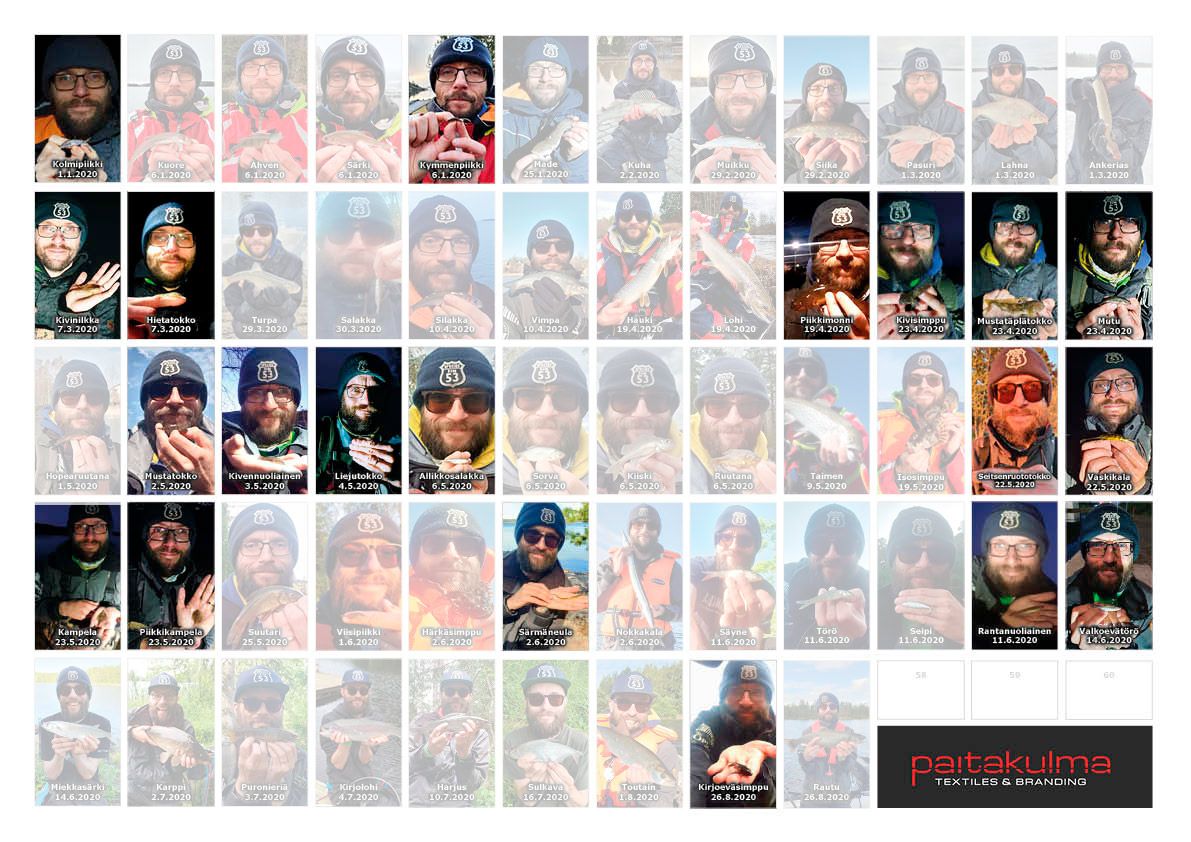 Kolmipiikki
1.1.2020
Kuore
6.1.2020
Ahven
6.1.2020
Särki
6.1.2020
Kymmenpiikki
6.1.2020
Made
25.1.2020
Kuha
2.2.2020
Muikku
29.2.2020
Siika
29.2.2020
Pasuri
1.3.2020
Lahna
1.3.2020
Ankerias
1.3.2020
Kivinilkka
7.3.2020
Hietatokko
7.3.2020
Turpa
29.3.2020
Salakka
30.3.2020
Silakka
10.4.2020
Vimpa
10.4.2020
Hauki
19.4.2020
Lohi
19.4.2020
Piikkimonni
19.4.2020
Kivisimppu
23.4.2020
Mustatäplätokko
23.4.2020
Mutu
23.4.2020
Hopearuutana
1.5.2020
Mustatokko
2.5.2020
Kivennuoliainen
3.5.2020
Liejutokko
4.5.2020
Allikkosalakka
6.5.2020
Sorva
6.5.2020
Kiiski
6.5.2020
Ruutana
6.5.2020
Taimen
9.5.2020
Isosimppu
19.5.2020
Seitsenruototokko
22.5.2020
Vaskikala
22.5.2020
Kampela
23.5.2020
Piikkikampela
23.5.2020
Suutari
25.5.2020
Viisipiikki
1.6.2020
Härkäsimppu
2.6.2020
Särmäneula
2.6.2020
Nokkakala
2.6.2020
Säyne
11.6.2020
Törö
11.6.2020
Seipi
11.6.2020
Rantanuoliainen
11.6.2020
Valkoevätörö
14.6.2020
Miekkasärki
14.6.2020
Karppi
2.7.2020
Puronieriä
3.7.2020
Kirjolohi
4.7.2020
Harjus
10.7.2020
Sulkava
16.7.2020
Toutain
1.8.2020
Kirjoeväsimppu
26.8.2020
Rautu
26.8.2020
58
59
60
paitakulma
TEXTILES & BRANDING